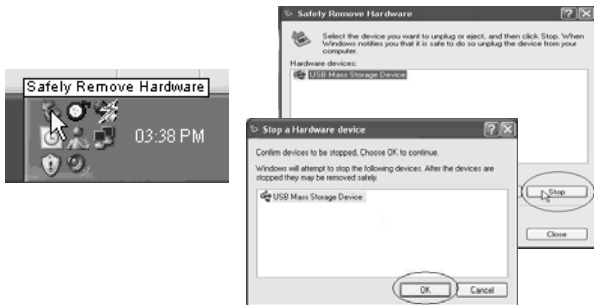 Safely Remove Hardware
03:38 PM
Safely Remove Hardware
Select the device you want to unplug or eject, and then click Stop. When
Windows notifies you that it is safe to do so unplug the device from your
computer.
Hardware devices:
USB Mass Storage Device
Stop
Close
Stop a Hardware device
Confirm devices to be stopped, Choose OK to continue.
Windows will attempt to stop the following devices. After the devices are
stopped they may be removed safely.
USB Mass Storage Device
OK
Cancel